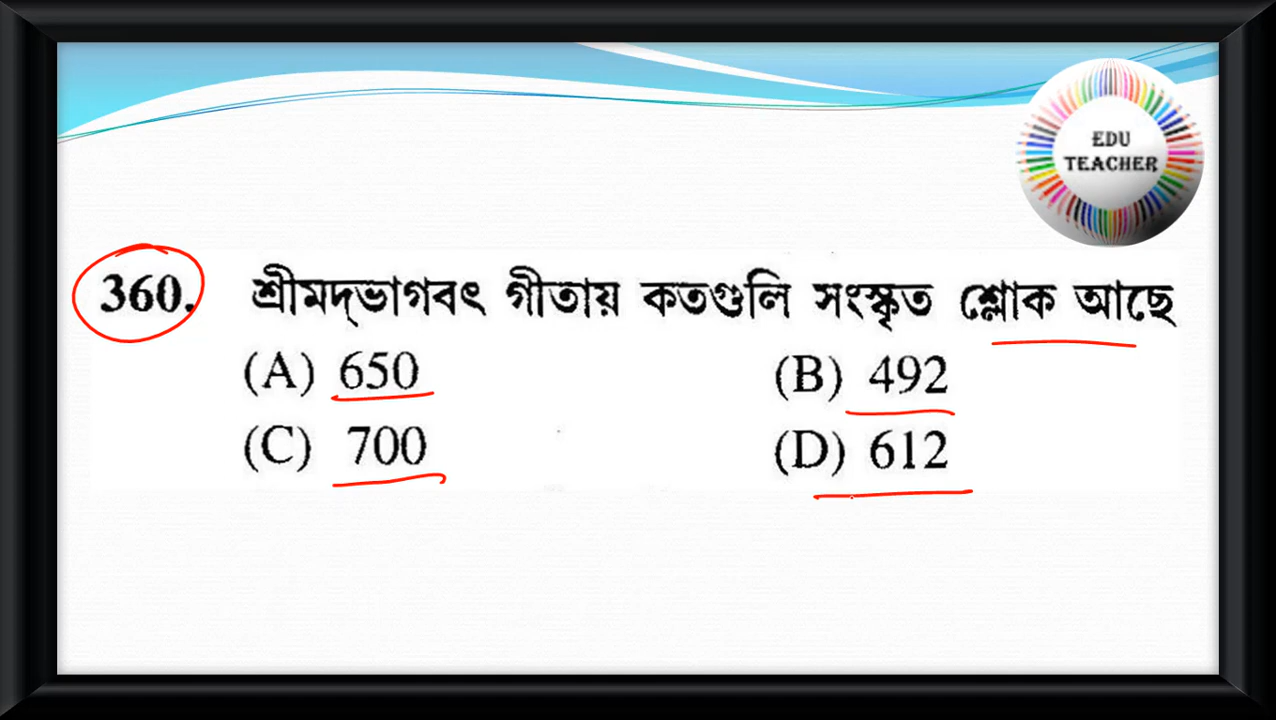 EDU
TEACHER
360. শ্রীমদ্‌ভাগবৎ গীতায় কতগুলি সংস্কৃত শ্লোক আছে
(A) 650 (B) 492
(C) 700 (D) 612